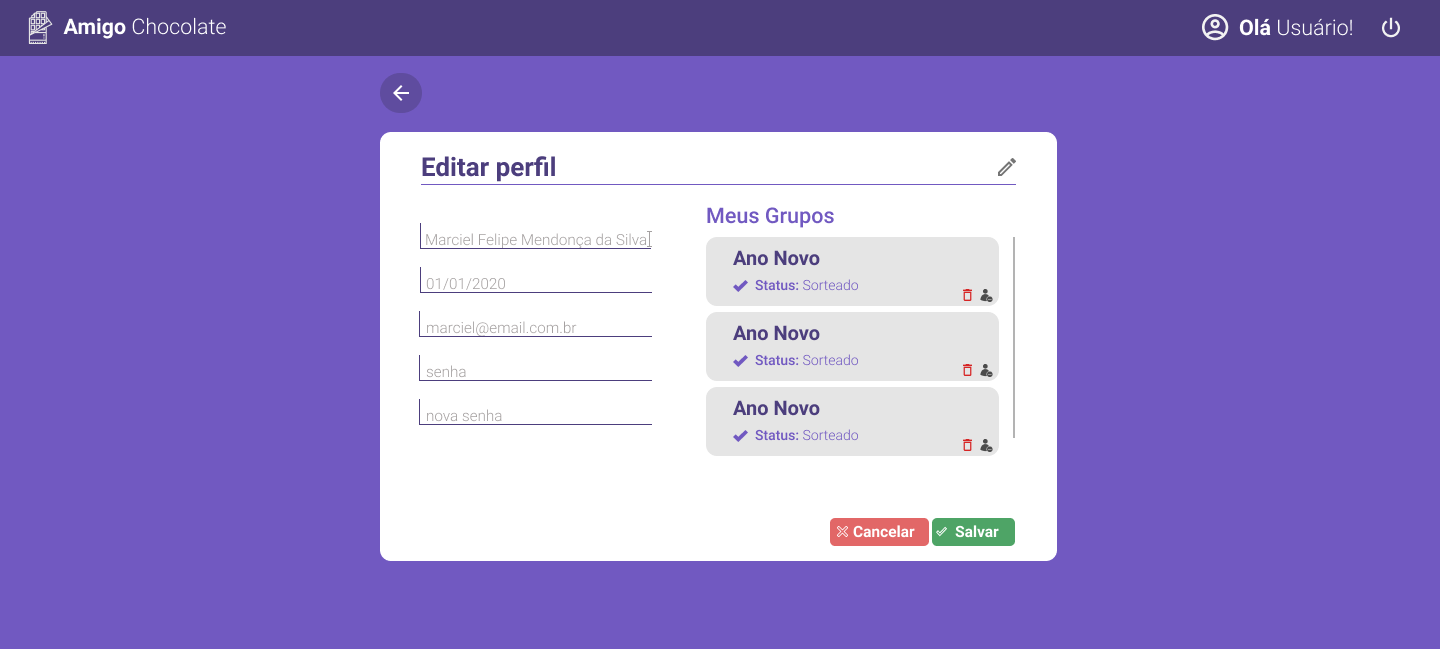 Amigo Chocolate
Olá Usuário!
Editar perfil
Marciel Felipe Mendonça da Silva
01/01/2020
marciel@email.com.br
senha
nova senha
Meus Grupos
Ano Novo
Status: Sorteado
Ano Novo
Status: Sorteado
Ano Novo
Status: Sorteado
Cancelar
Salvar